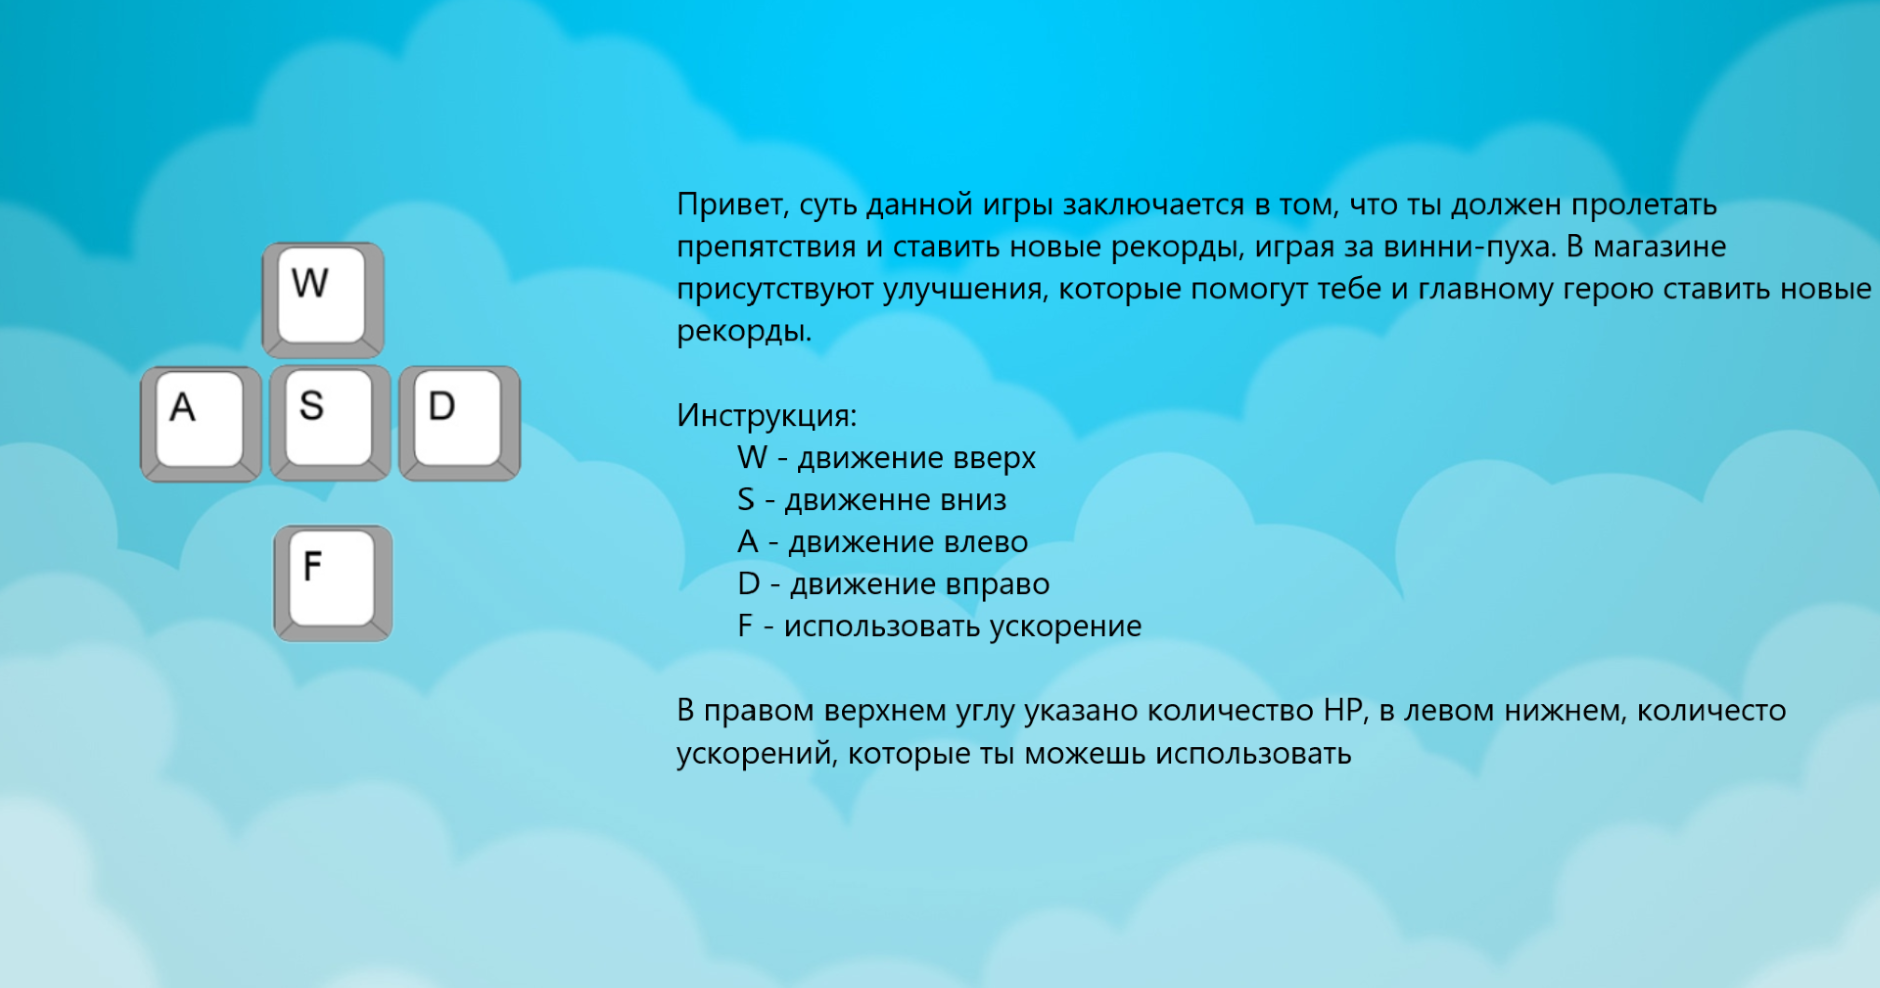 W
A S D
F
Привет, суть данной игры заключается в том, что ты должен пролетать
препятствия и ставить новые рекорды, играя за винни-пуха. В магазине
присутствуют улучшения, которые помогут тебе и главному герою ставить новые
рекорды.
Инструкция:
W - движение вверх
S - движенне вниз
A - движение влево
D - движение вправо
F - использовать ускорение
В правом верхнем углу указано количество HP, в левом нижнем, количесто
ускорений, которые ты можешь использовать